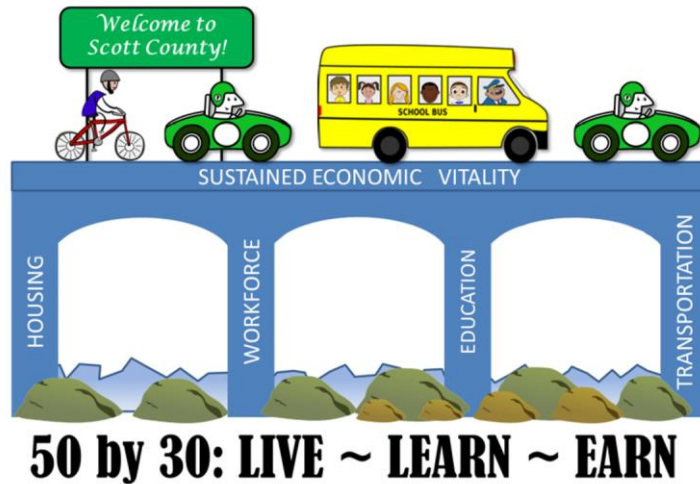 Welcome to
Scott County!
SCHOOL BUS
SUSTAINED ECONOMIC VITALITY
HOUSING
WORKFORCE
EDUCATION
TRANSPORTATION
50 by 30: LIVE ~ LEARN ~ EARN